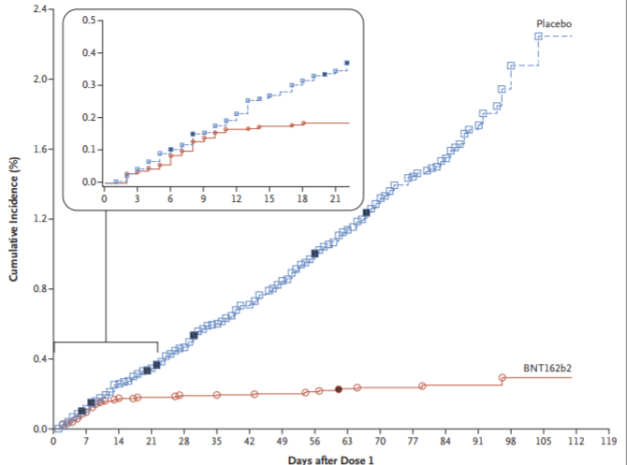 2.4
2.0
1.6
1.2
0.8
0.4
0.0
Cumulative Incidence (%)
0.5
0.4
0.3
0.2
0.1
0.0
0 3 6 9 12 15 18 21
Placebo
BNT162b2
0 7 14 21 28 35 42 49 56 63 70 77 84 91 98 105 112 119
Days after Dose 1